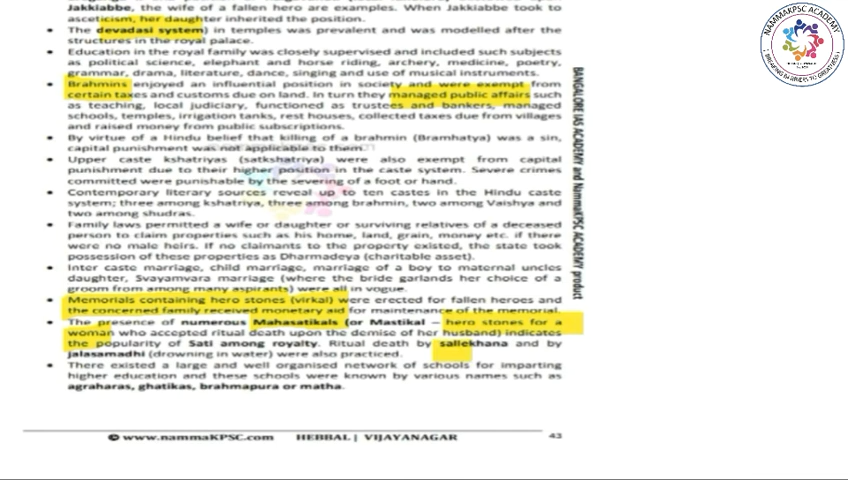 Jakkiabbe, the wife of a fallen hero are examples. When Jakkiabbe took to
asceticism, her daughter inherited the position.
• The devadasi system) in temples was prevalent and was modelled after the
structures in the royal palace.
• Education in the royal family was closely supervised and included such subjects
as political science, elephant and horse riding, archery, medicine, poetry,
grammar, drama, literature, dance, singing and use of musical instruments.
• Brahmins enjoyed an influential position in society and were exempt from
certain taxes and customs due on land. In turn they managed public affairs such
as teaching, local judiciary, functioned as trustees and bankers, managed
schools, temples, irrigation tanks, rest houses, collected taxes due from villages
and raised money from public subscriptions.
• By virtue of a Hindu belief that killing of a brahmin (Bramhatya) was a sin,
capital punishment was not applicable to them.
• Upper caste kshatriyas (satkshatriya) were also exempt from capital
punishment due to their higher position in the caste system. Severe crimes
committed were punishable by the severing of a foot or hand.
• Contemporary literary sources reveal up to ten castes in the Hindu caste
system; three among kshatriya, three among brahmin, two among Vaishya and
two among shudras.
• Family laws permitted a wife or daughter or surviving relatives of a deceased
person to claim properties such as his home, land, grain, money etc. if there
were no male heirs. If no claimants to the property existed, the state took
possession of these properties as Dharmadeya (charitable asset).
• Inter caste marriage, child marriage, marriage of a boy to maternal uncles
daughter, Svayamvara marriage (where the bride garlands her choice of a
groom from among many aspirants) were all in vogue.
• Memorials containing hero stones (virkal) were erected for fallen heroes and
the concerned family received monetary aid for maintenance of the memorial.
• The presence of numerous Mahasatikals (or Mastikal – hero stones for a
woman who accepted ritual death upon the demise of her husband) indicates
the popularity of Sati among royalty. Ritual death by sallekhana and by
jalasamadhi (drowning in water) were also practiced.
• There existed a large and well organised network of schools for imparting
higher education and these schools were known by various names such as
agraharas, ghatikas, brahmapura or matha.
© www.nammaKPSC.com HEBBAL | VIJAYANAGAR 43
BANGALORE IAS ACADEMY and NammaKPSC ACADEMY product
NAMMAKPSC ACADEMY